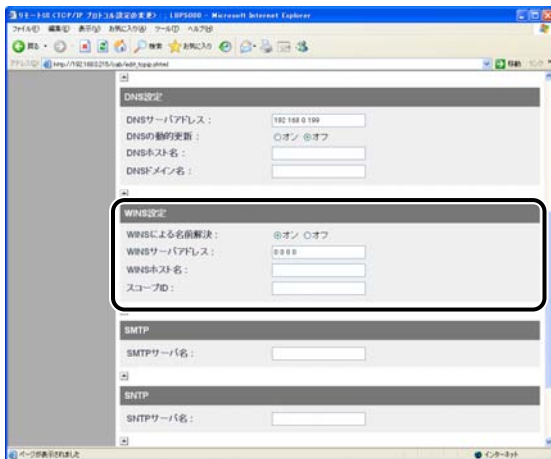 リモートUI <TCP/IP プロトコル設定の変更> : ; LBP5000 - Microsoft Internet Explorer
ファイル(F) 編集(E) 表示(V) お気に入り(A) ツール(T) ヘルプ(H)
戻る 検索 お気に入り
アドレス(D) 移動 リンク
DNS設定
DNSサーバアドレス : 192.168.0.199
DNSの動的更新 : オン オフ
DNSホスト名 :
DNSドメイン名 :
WINS設定
WINSによる名前解決 : オン オフ
WINSサーバアドレス : 0.0.0.0
WINSホスト名 :
スコープID :
SMTP
SMTPサーバ名 :
SNTP
SNTPサーバ名 :
ページが表示されました インターネット